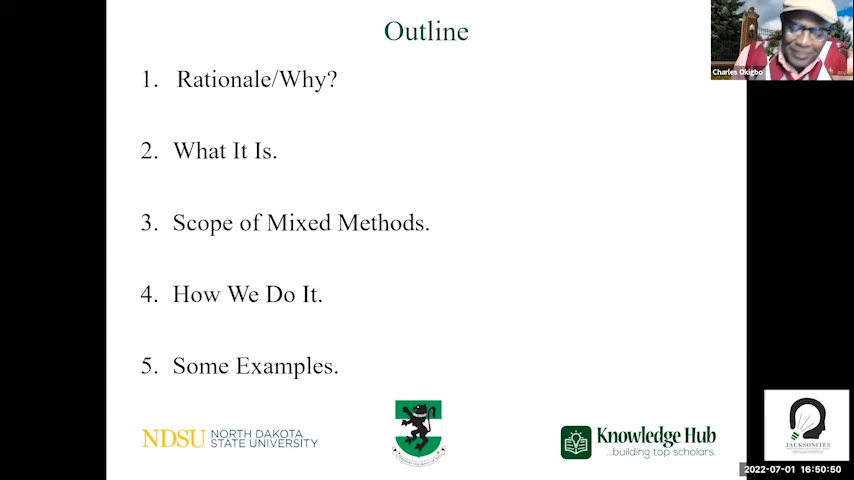 Outline
Charles Okigbo
1. Rationale/Why?
2. What It Is.
3. Scope of Mixed Methods.
4. How We Do It.
5. Some Examples.
NDSU NORTH DAKOTA
STATE UNIVERSITY
Knowledge Hub
...building top scholars.
JACKSONITES
2022-07-01 16:50:50